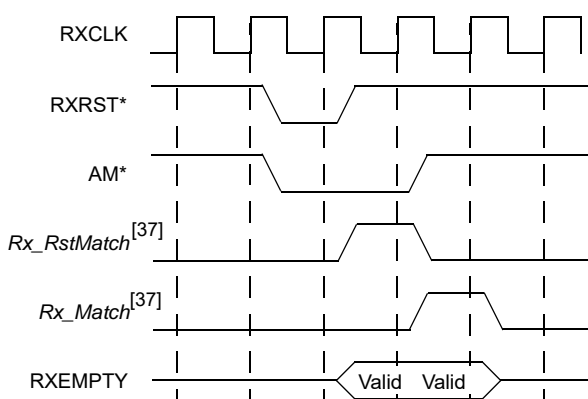 RXCLK
RXRST*
AM*
Rx_RstMatch[37]
Rx_Match[37]
RXEMPTY Valid Valid